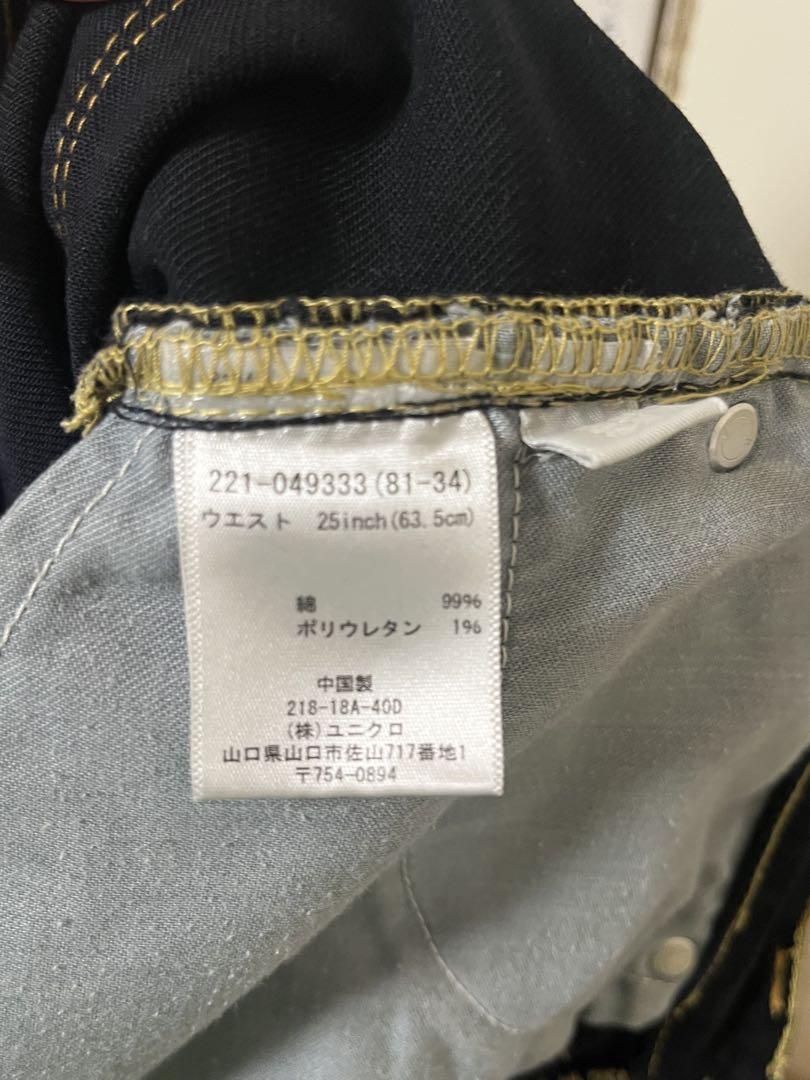 221-049333(81-34)
ウエスト 25inch(63.5cm)
綿 99%
ポリウレタン 1%
中国製
218-18A-40D
(株)ユニクロ
山口県山口市佐山717番地1
〒754-0894